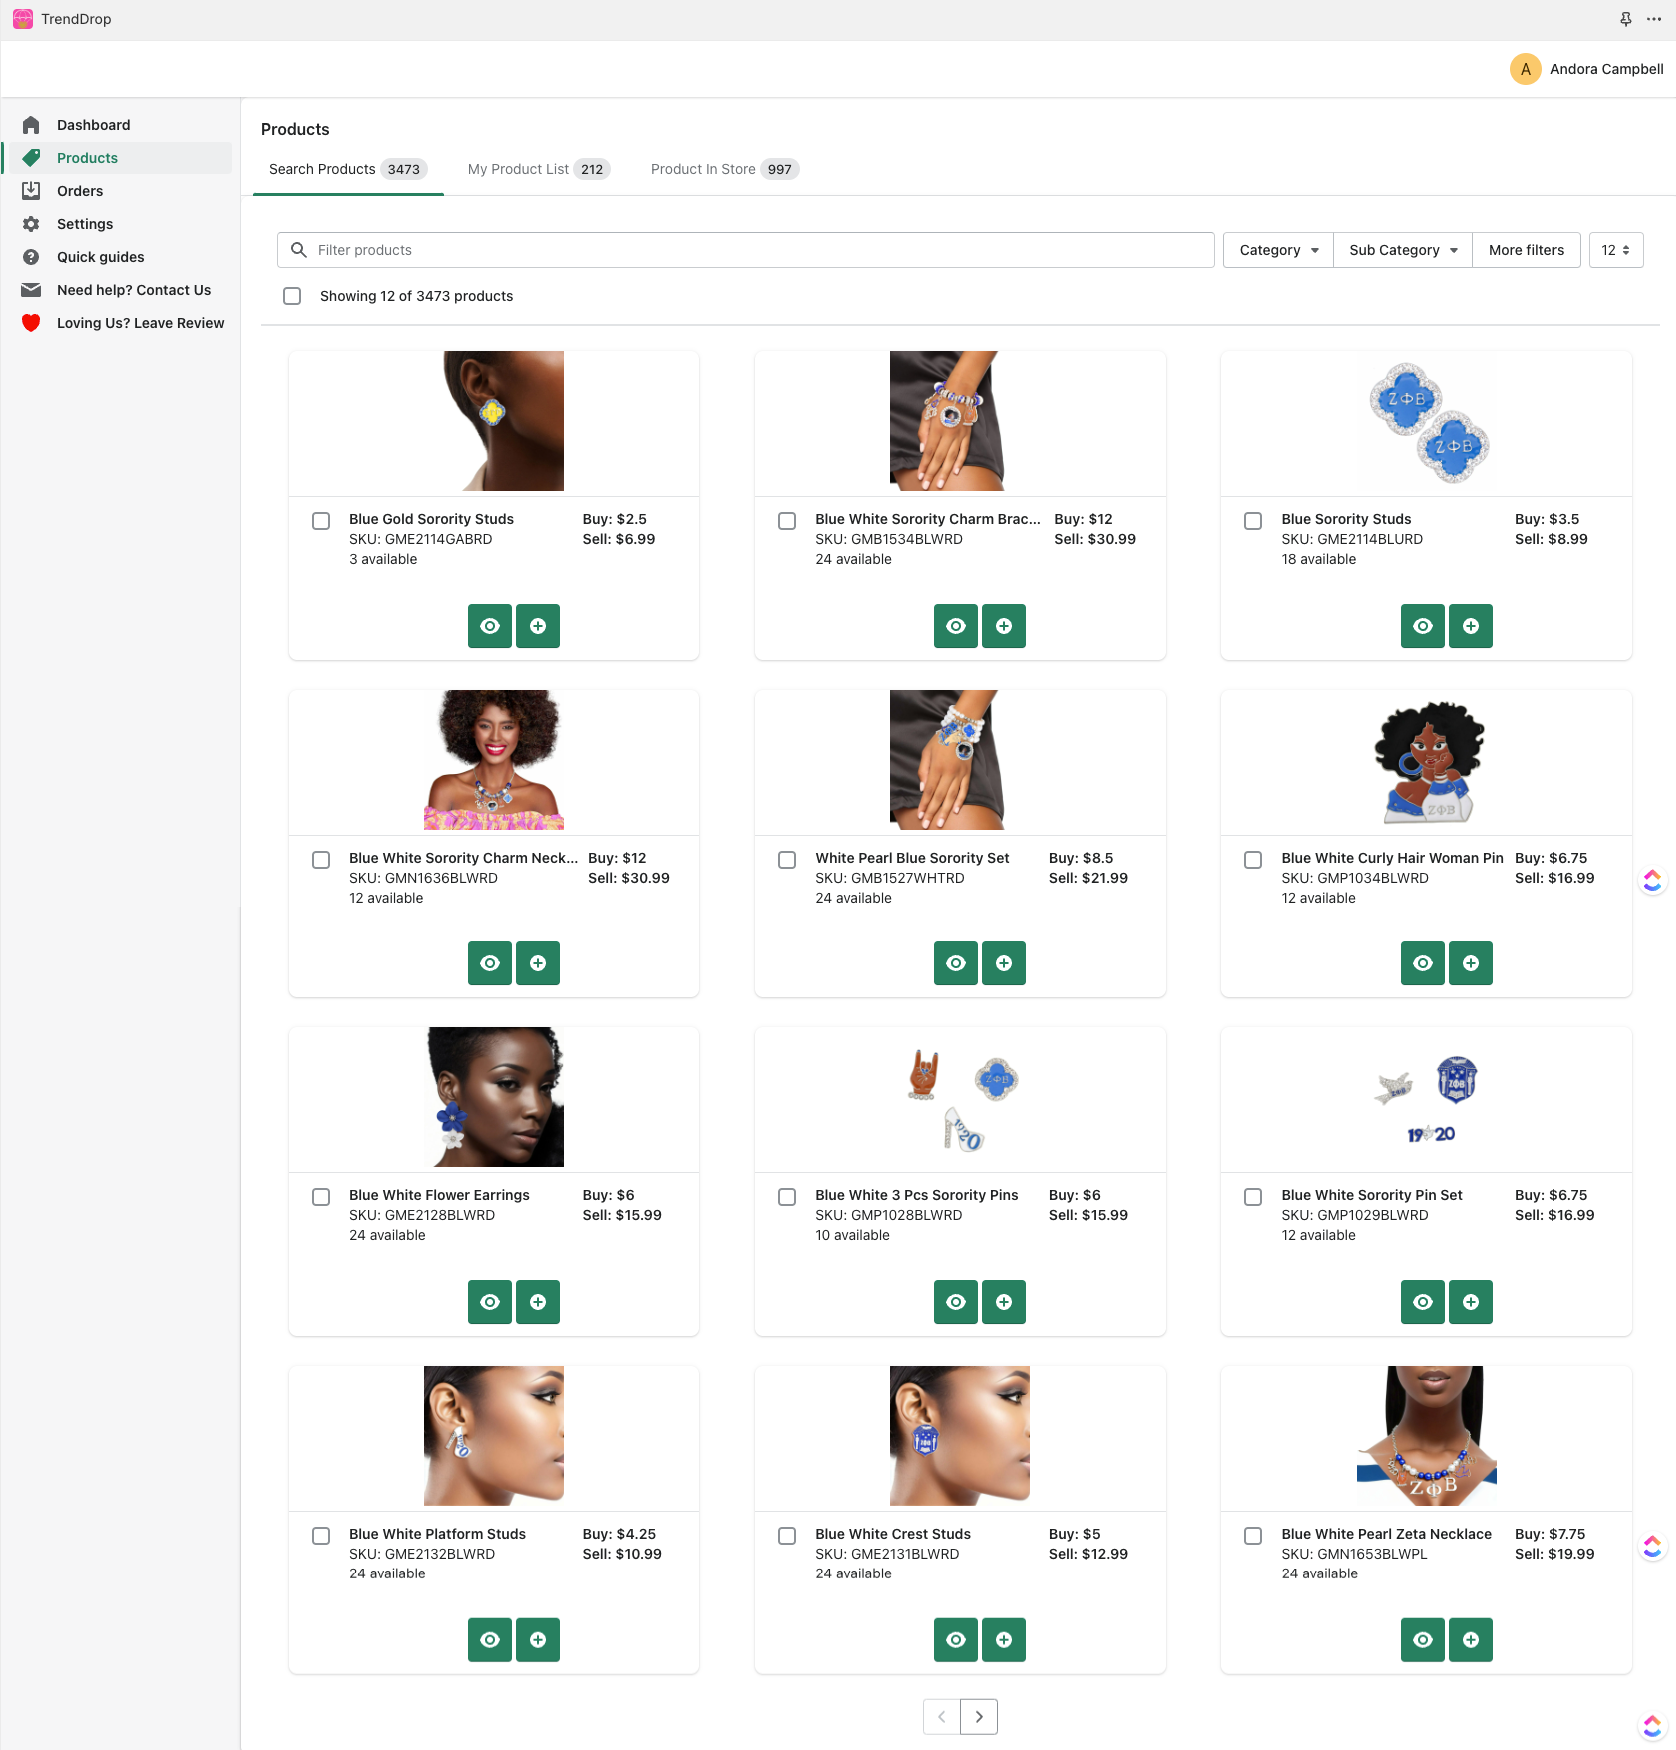 TrendDrop
A Andora Campbell
Dashboard
Products
Orders
Settings
Quick guides
Need help? Contact Us
Loving Us? Leave Review
Products
Search Products 3473 My Product List 212 Product In Store 997
Filter products Category Sub Category More filters 12
Showing 12 of 3473 products
ΖΦΒ
ΖΦΒ
Blue Gold Sorority Studs Buy: $2.5
SKU: GME2114GABRD Sell: $6.99
3 available
Blue White Sorority Charm Brac... Buy: $12
SKU: GMB1534BLWRD Sell: $30.99
24 available
Blue Sorority Studs Buy: $3.5
SKU: GME2114BLURD Sell: $8.99
18 available
ΖΦΒ
Blue White Sorority Charm Neck... Buy: $12
SKU: GMN1636BLWRD Sell: $30.99
12 available
White Pearl Blue Sorority Set Buy: $8.5
SKU: GMB1527WHTRD Sell: $21.99
24 available
Blue White Curly Hair Woman Pin Buy: $6.75
SKU: GMP1034BLWRD Sell: $16.99
12 available
ΖΦΒ
1920
ΖΦΒ
ΖΦΒ
1920
Blue White Flower Earrings Buy: $6
SKU: GME2128BLWRD Sell: $15.99
24 available
Blue White 3 Pcs Sorority Pins Buy: $6
SKU: GMP1028BLWRD Sell: $15.99
10 available
Blue White Sorority Pin Set Buy: $6.75
SKU: GMP1029BLWRD Sell: $16.99
12 available
ΖΦΒ
Blue White Platform Studs Buy: $4.25
SKU: GME2132BLWRD Sell: $10.99
24 available
Blue White Crest Studs Buy: $5
SKU: GME2131BLWRD Sell: $12.99
24 available
Blue White Pearl Zeta Necklace Buy: $7.75
SKU: GMN1653BLWPL Sell: $19.99
24 available